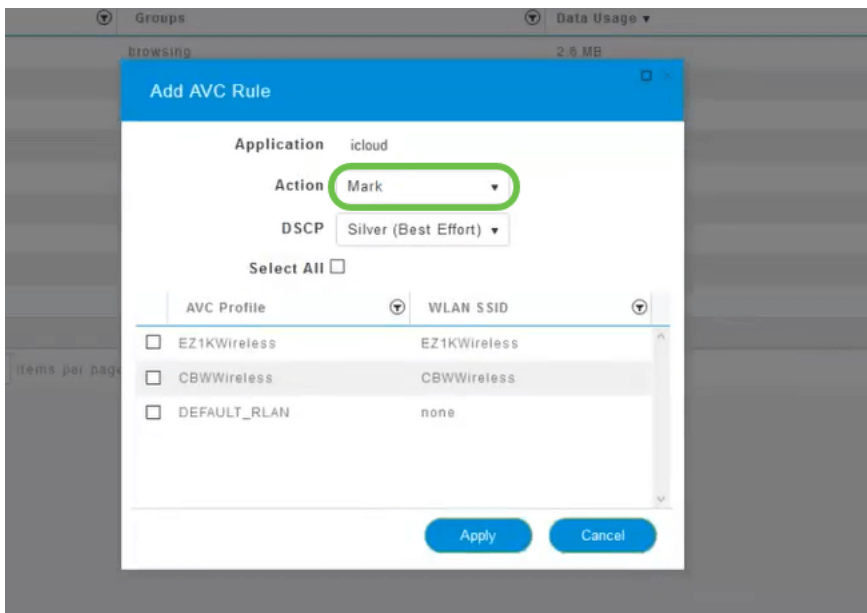 Groups Data Usage
browsing 2.6 MB
Add AVC Rule
Application icloud
Action Mark
DSCP Silver (Best Effort)
Select All
AVC Profile WLAN SSID
EZ1KWireless EZ1KWireless
items per page
CBWWireless CBWWireless
DEFAULT_RLAN none
Apply Cancel